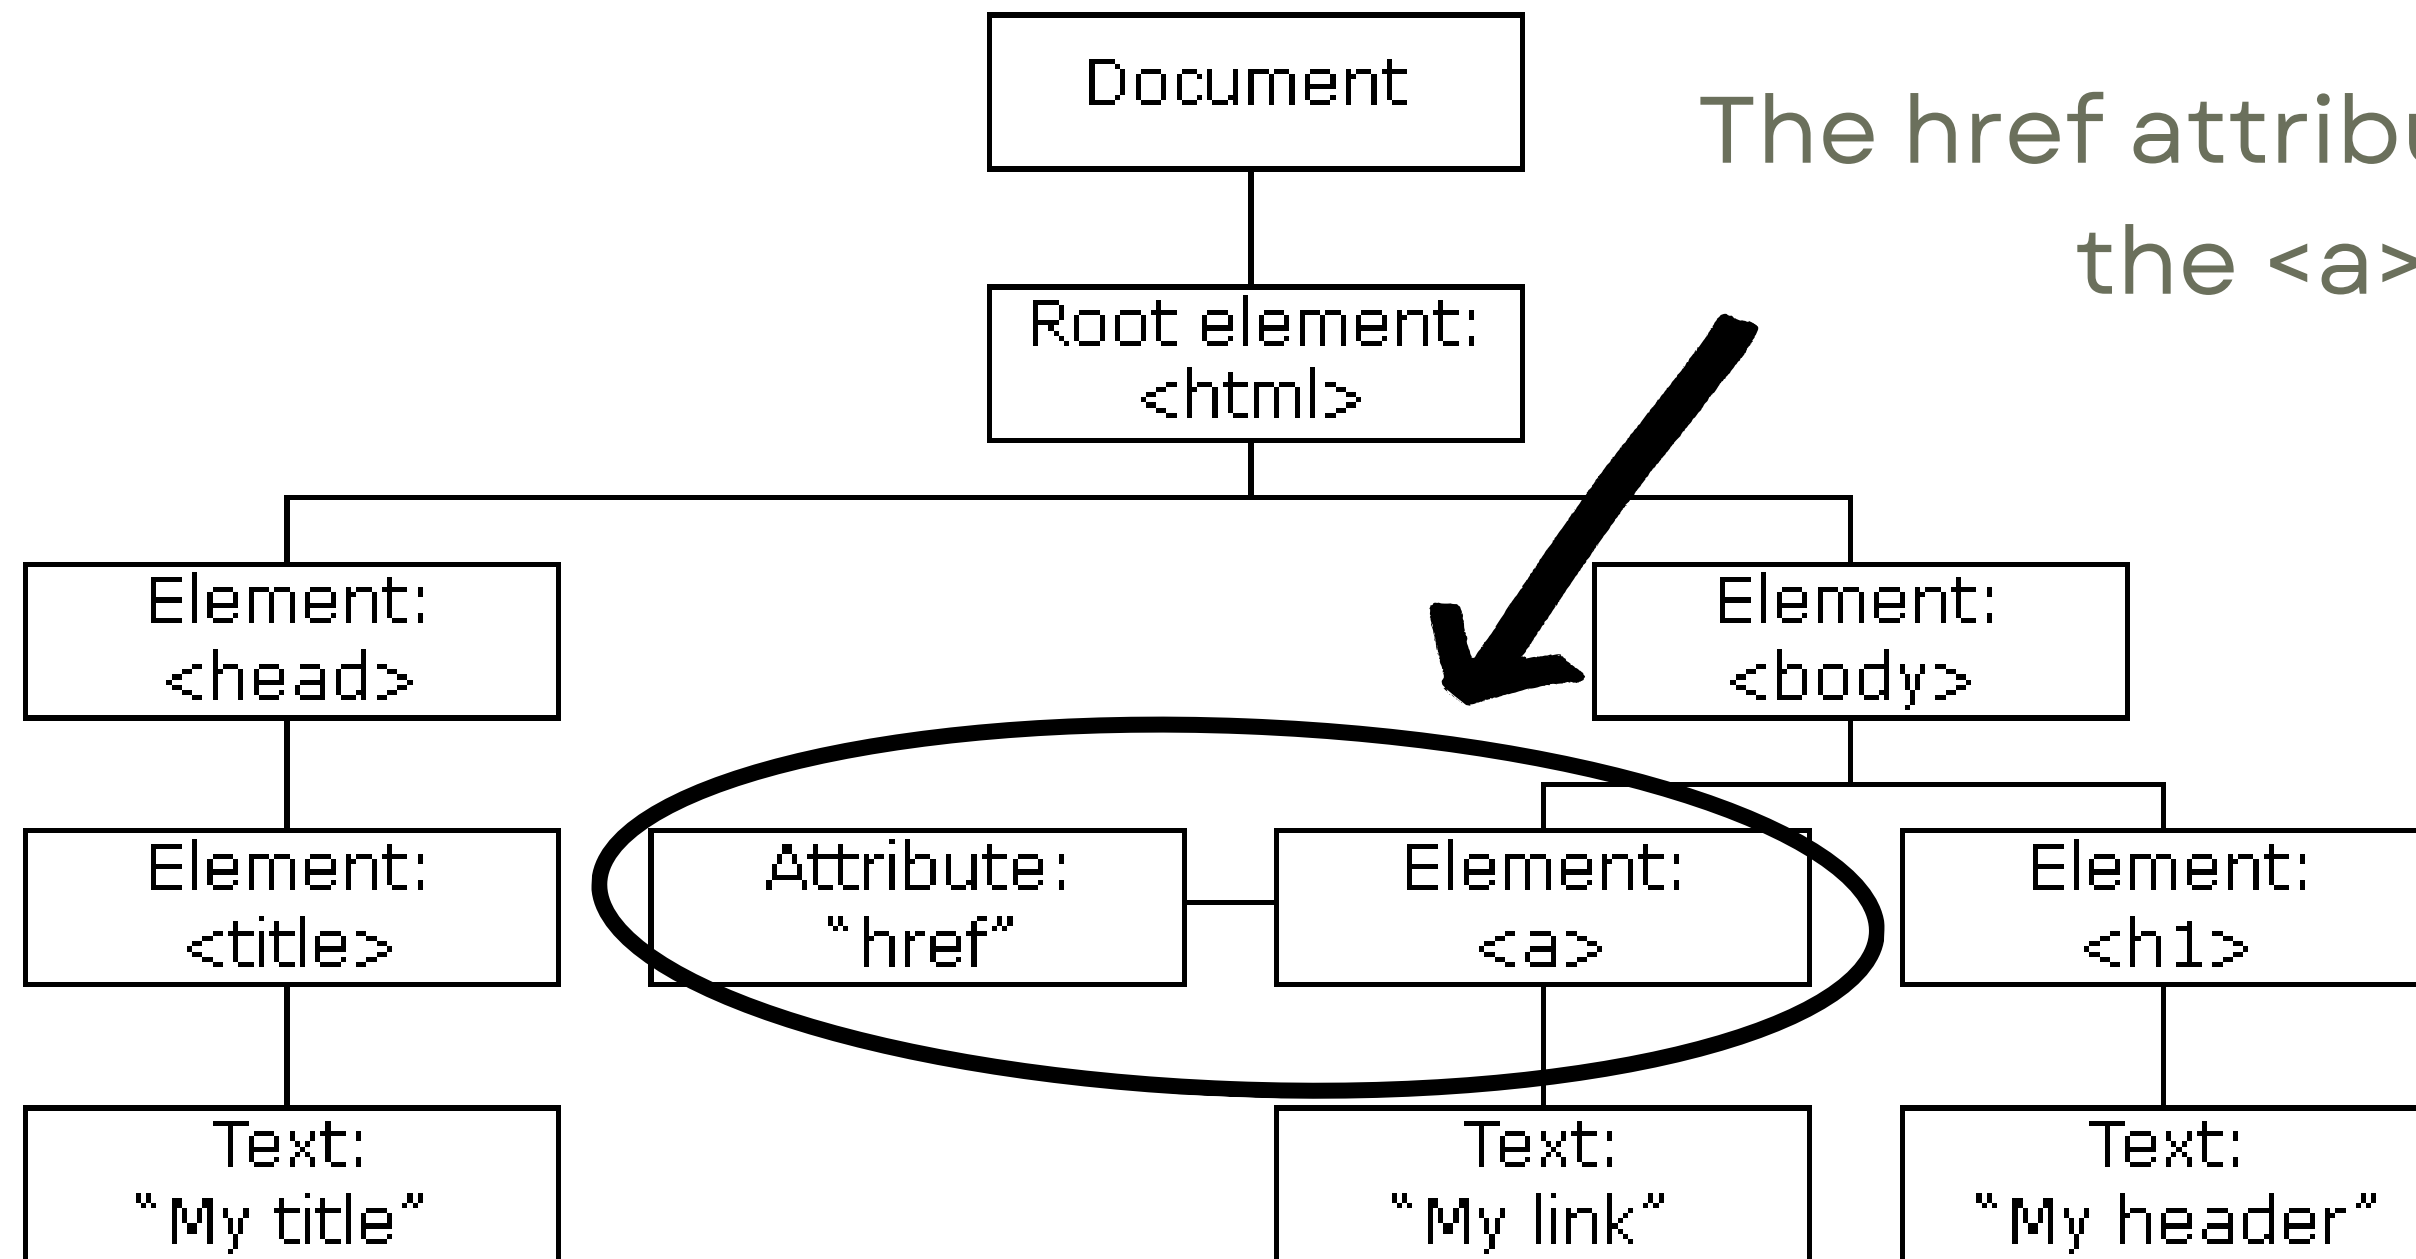 Document
The href attribu
the <a>
Root element:
<html>
Element:
<head>
Element:
<body>
Element:
<title>
Attribute:
“href”
Element:
<a>
Element:
<h1>
Text:
“My title”
Text:
“My link”
Text:
“My header”